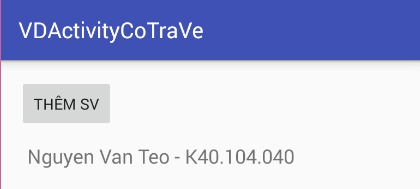 VDActivityCoTraVe
THÊM SV
Nguyen Van Teo - K40.104.040